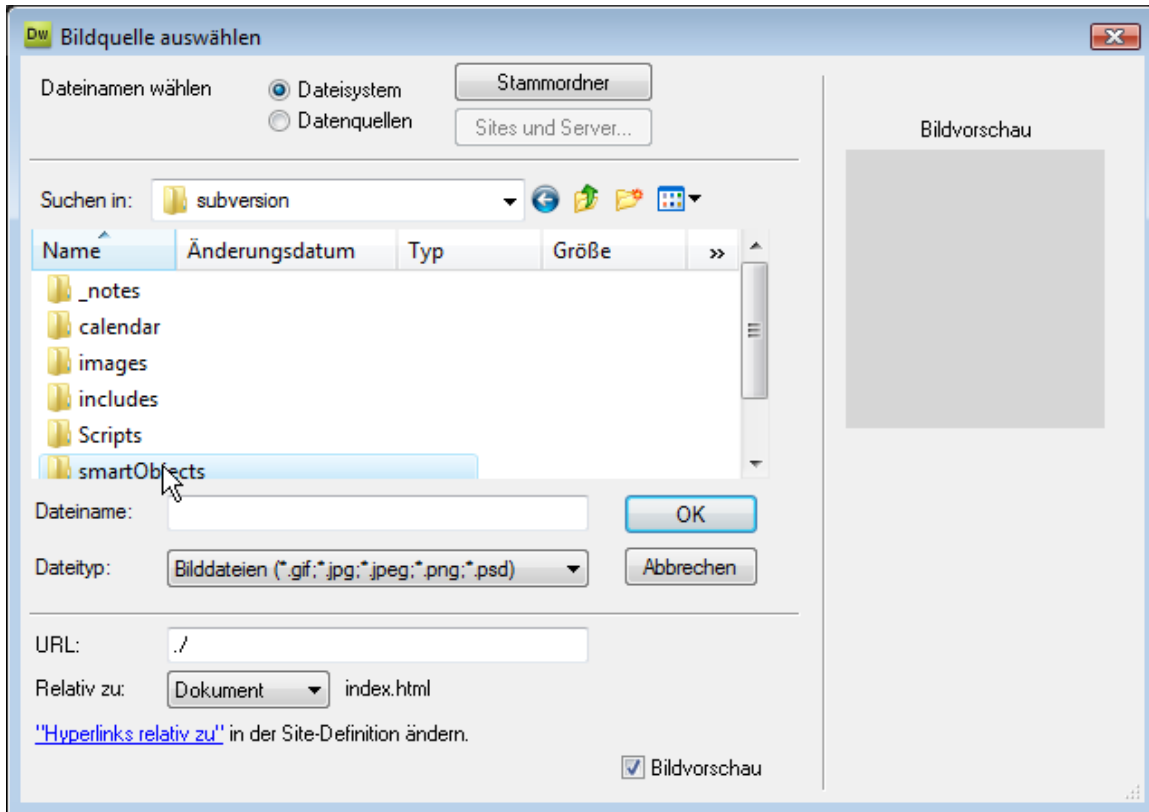 Dw Bildquelle auswählen
Dateinamen wählen
Dateisystem
Stammordner
Datenquellen
Sites und Server...
Bildvorschau
Suchen in: subversion
Name Änderungsdatum Typ Größe »
_notes
calendar
images
includes
Scripts
smartObjects
Dateiname:
OK
Dateityp: Bilddateien (*.gif;*.jpg;*.jpeg;*.png;*.psd)
Abbrechen
URL: ./
Relativ zu: Dokument index.html
"Hyperlinks relativ zu" in der Site-Definition ändern.
Bildvorschau